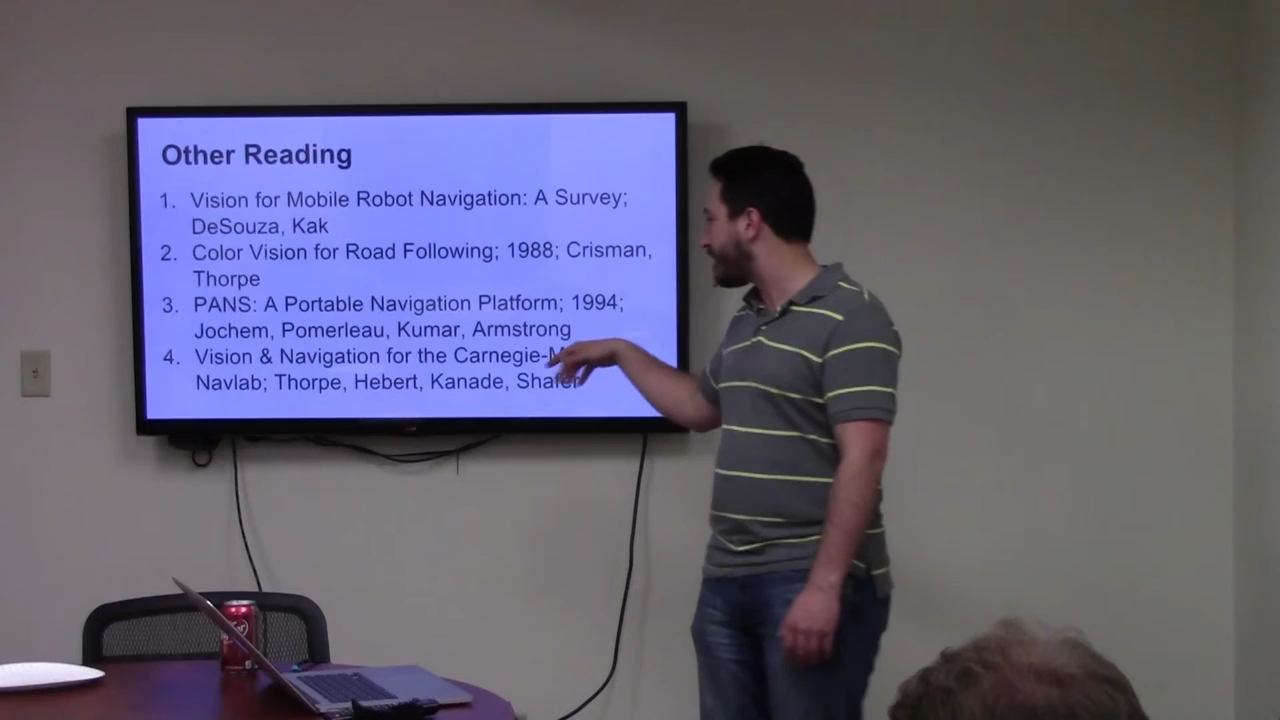 Other Reading
1. Vision for Mobile Robot Navigation: A Survey;
DeSouza, Kak
2. Color Vision for Road Following; 1988; Crisman,
Thorpe
3. PANS: A Portable Navigation Platform; 1994;
Jochem, Pomerleau, Kumar, Armstrong
4. Vision & Navigation for the
Navlab; Thorpe, Hebert, Kanade, Shafer